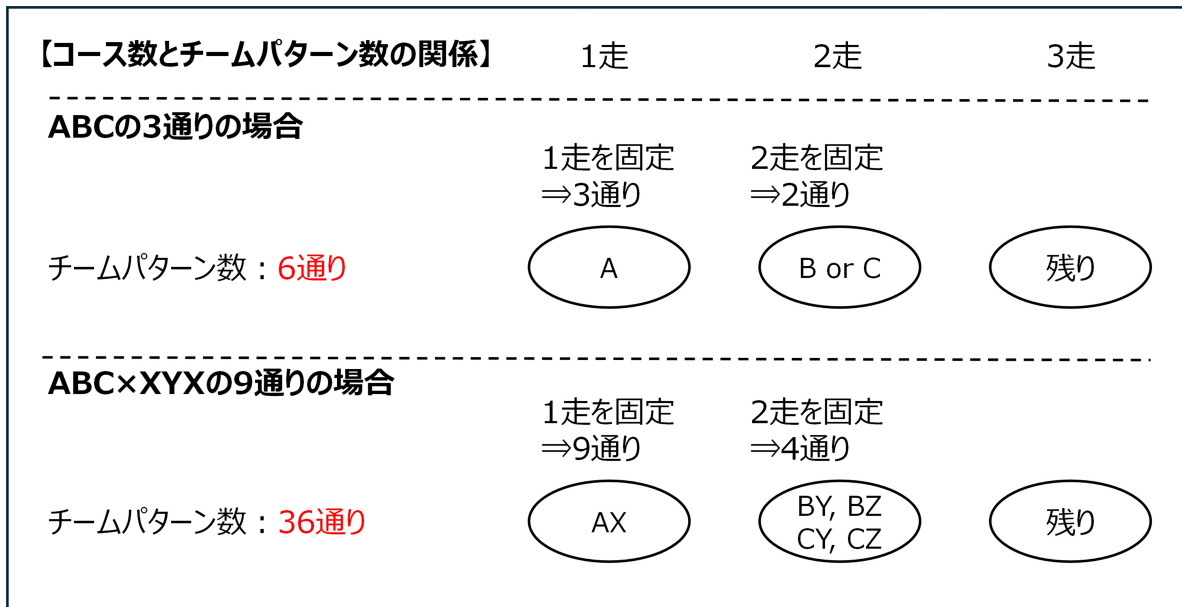 【コース数とチームパターン数の関係】 1走 2走 3走
ABCの3通りの場合
1走を固定 2走を固定
⇒3通り ⇒2通り
チームパターン数：6通り A B or C 残り
ABC×XYXの9通りの場合
1走を固定 2走を固定
⇒9通り ⇒4通り
BY, BZ
チームパターン数：36通り AX 残り
CY, CZ